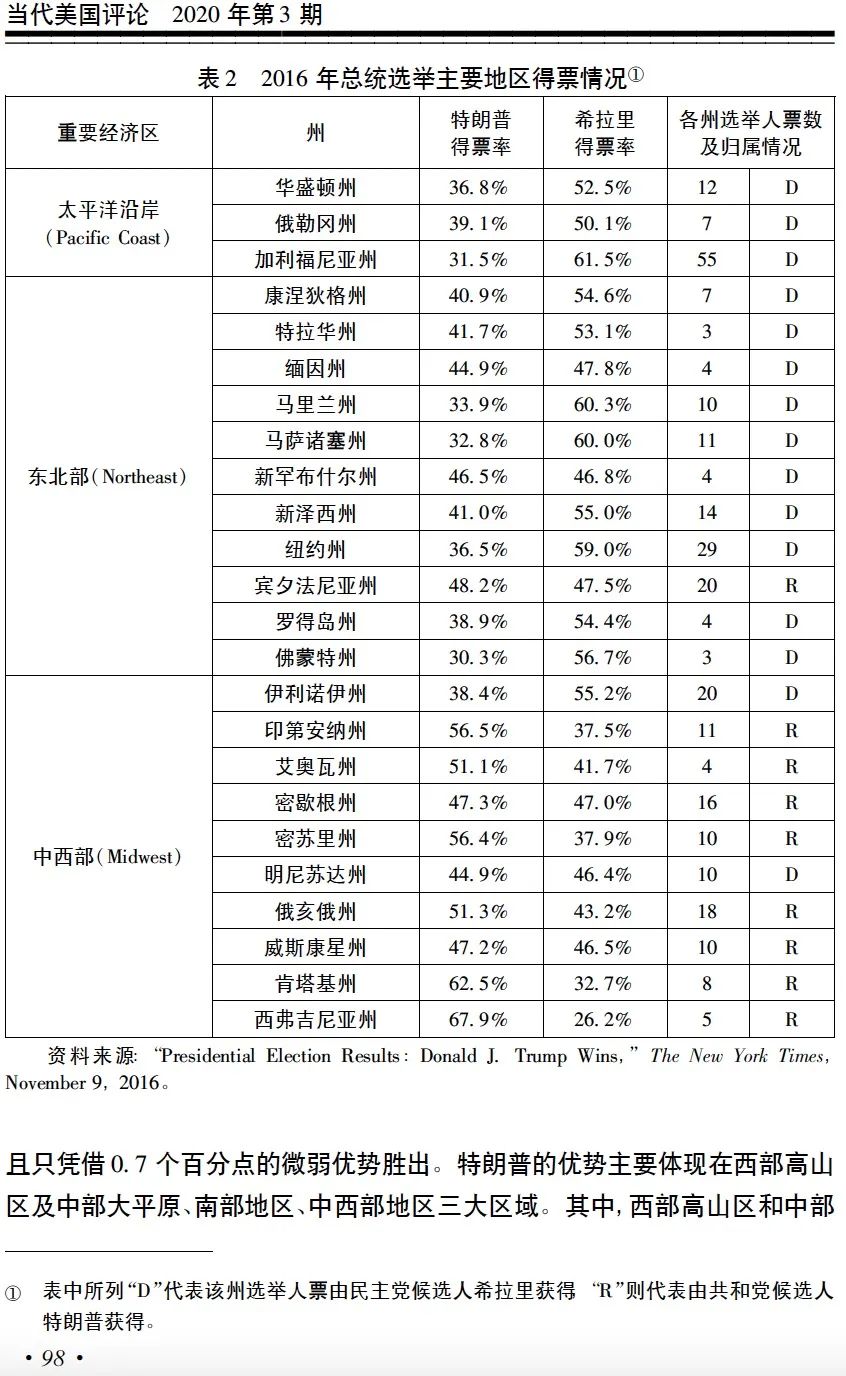 当代美国评论 2020年第3期
表2 2016年总统选举主要地区得票情况①
重要经济区 州 特朗普得票率 希拉里得票率 各州选举人票数及归属情况
太平洋沿岸(Pacific Coast) 华盛顿州 36.8% 52.5% 12 D
俄勒冈州 39.1% 50.1% 7 D
加利福尼亚州 31.5% 61.5% 55 D
东北部(Northeast) 康涅狄格州 40.9% 54.6% 7 D
特拉华州 41.7% 53.1% 3 D
缅因州 44.9% 47.8% 4 D
马里兰州 33.9% 60.3% 10 D
马萨诸塞州 32.8% 60.0% 11 D
新罕布什尔州 46.5% 46.8% 4 D
新泽西州 41.0% 55.0% 14 D
纽约州 36.5% 59.0% 29 D
宾夕法尼亚州 48.2% 47.5% 20 R
罗得岛州 38.9% 54.4% 4 D
佛蒙特州 30.3% 56.7% 3 D
中西部(Midwest) 伊利诺伊州 38.4% 55.2% 20 D
印第安纳州 56.5% 37.5% 11 R
艾奥瓦州 51.1% 41.7% 4 R
密歇根州 47.3% 47.0% 16 R
密苏里州 56.4% 37.9% 10 R
明尼苏达州 44.9% 46.4% 10 D
俄亥俄州 51.3% 43.2% 18 R
威斯康星州 47.2% 46.5% 10 R
肯塔基州 62.5% 32.7% 8 R
西弗吉尼亚州 67.9% 26.2% 5 R
资料来源:“Presidential Election Results: Donald J. Trump Wins,” The New York Times,
November 9, 2016。
且只凭借0.7个百分点的微弱优势胜出。特朗普的优势主要体现在西部高山
区及中部大平原、南部地区、中西部地区三大区域。其中,西部高山区和中部
① 表中所列“D”代表该州选举人票由民主党候选人希拉里获得 “R”则代表由共和党候选人
特朗普获得。
·98·